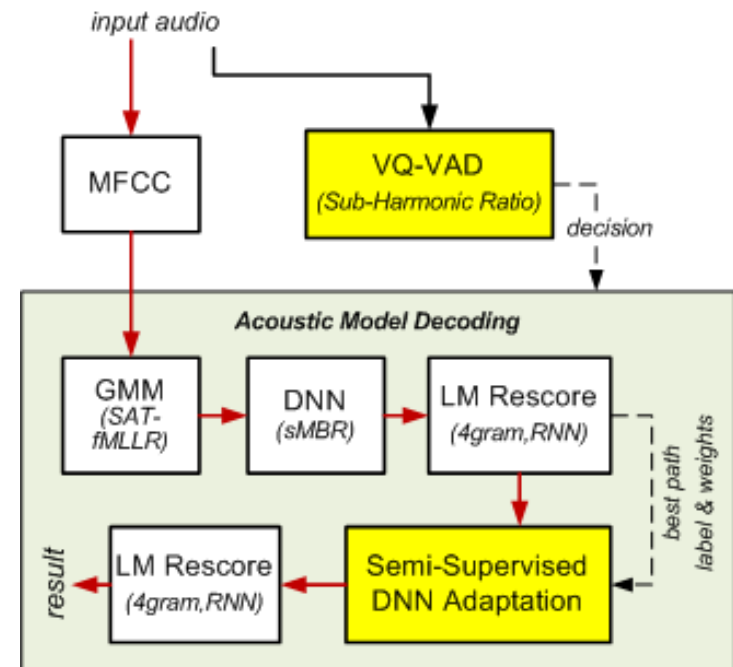 input audio
MFCC
VQ-VAD
(Sub-Harmonic Ratio)
decision
Acoustic Model Decoding
GMM
(SAT-
fMLLR)
DNN
(sMBR)
LM Rescore
(4gram,RNN)
best path
label & weights
Semi-Supervised
DNN Adaptation
LM Rescore
(4gram,RNN)
result